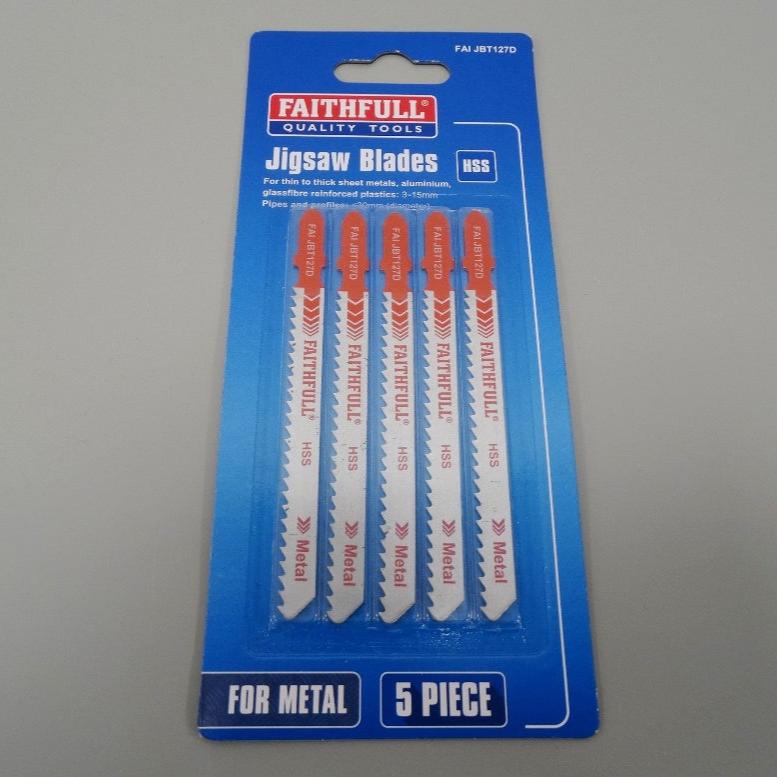 FAI JBT127D
FAITHFULL®
QUALITY TOOLS
Jigsaw Blades
HSS
For thin to thick sheet metals, aluminium,
glassfibre reinforced plastics: 3-15mm
Pipes and profiles: <30mm (diameter)
FAI JBT127D
FAITHFULL®
HSS
Metal
FAI JBT127D
FAITHFULL®
HSS
Metal
FAI JBT127D
FAITHFULL®
HSS
Metal
FAI JBT127D
FAITHFULL®
HSS
Metal
FAI JBT127D
FAITHFULL®
HSS
Metal
FOR METAL
5 PIECE